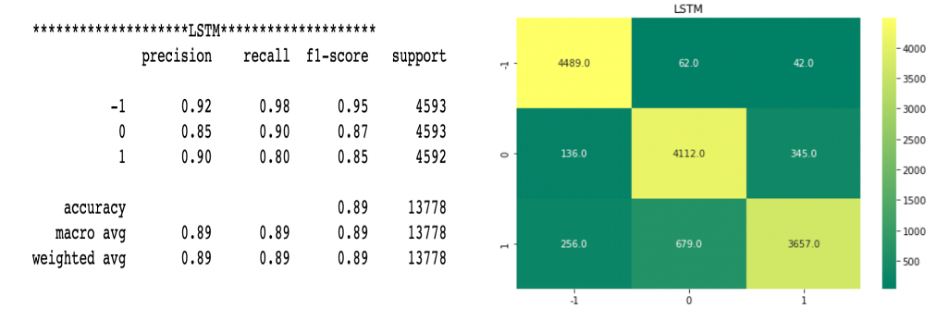 ********************LSTM********************
precision recall f1-score support
-1 0.92 0.98 0.95 4593
0 0.85 0.90 0.87 4593
1 0.90 0.80 0.85 4592
accuracy 0.89 13778
macro avg 0.89 0.89 0.89 13778
weighted avg 0.89 0.89 0.89 13778
LSTM
-1 4489.0 62.0 42.0
0 136.0 4112.0 345.0
1 256.0 679.0 3657.0
-1 0 1
4000
3500
3000
2500
2000
1500
1000
500